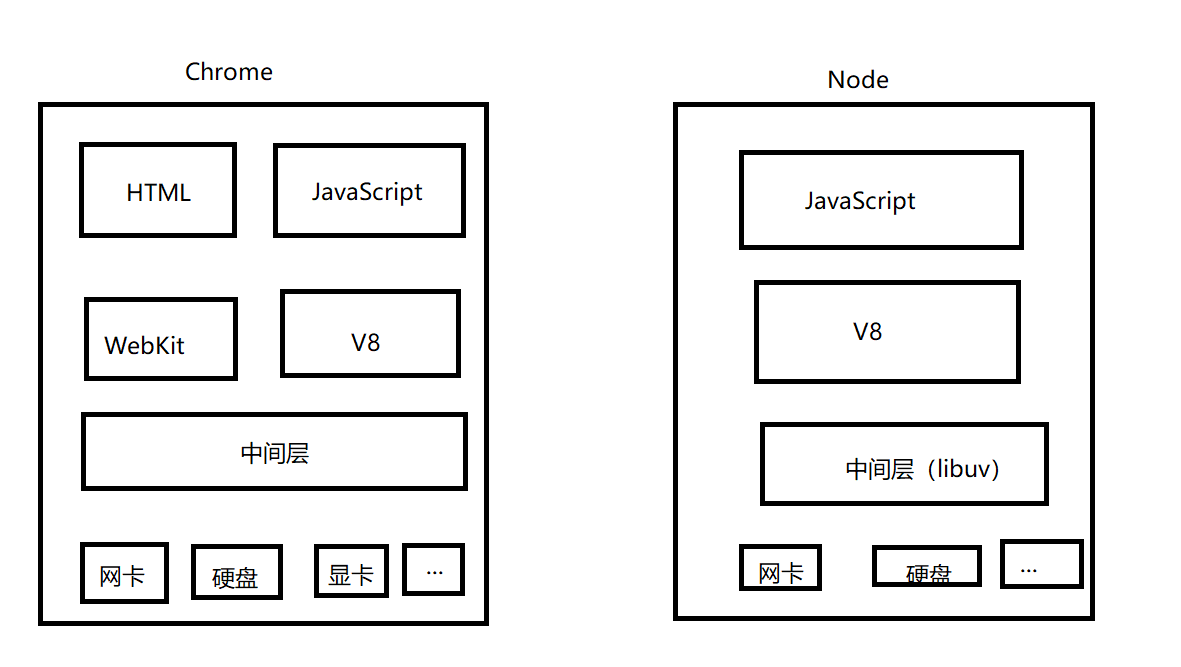 Chrome
HTML
JavaScript
WebKit
V8
中间层
网卡
硬盘
显卡
...
Node
JavaScript
V8
中间层（libuv）
网卡
硬盘
...